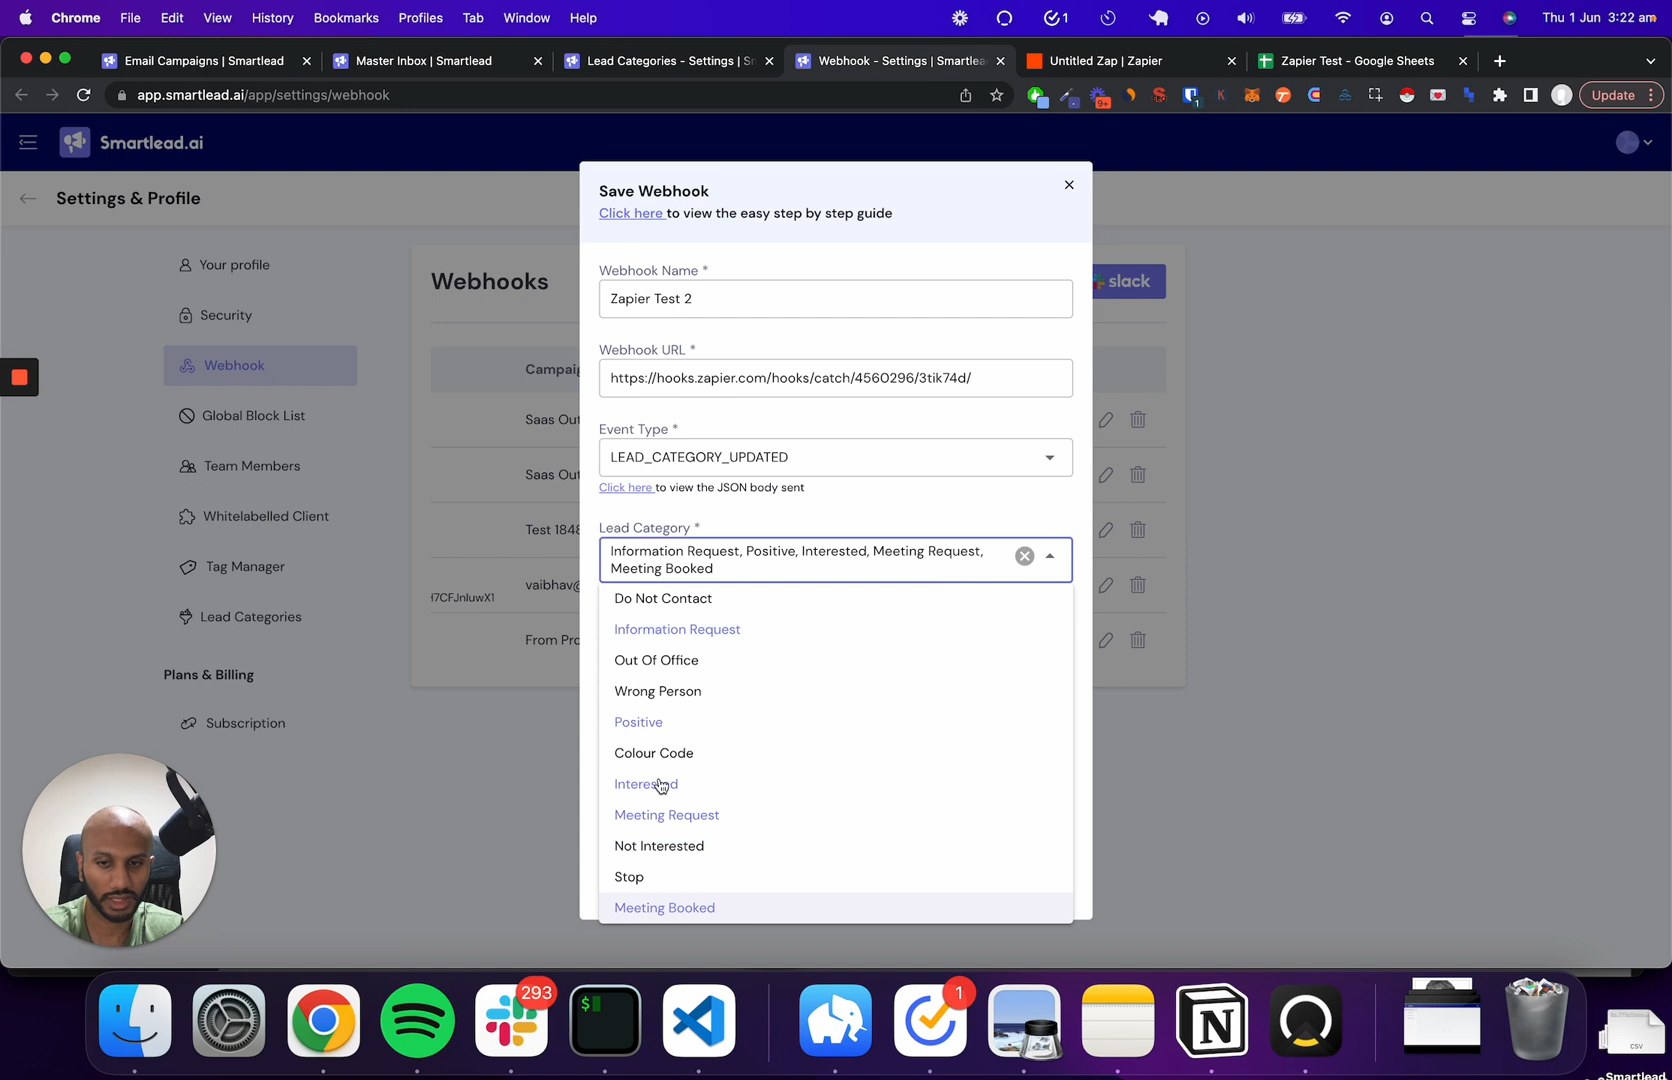 Chrome File Edit View History Bookmarks Profiles Tab Window Help
1
Thu 1 Jun 3:22 am
Email Campaigns | Smartlead
Master Inbox | Smartlead
Lead Categories - Settings | S
Webhook - Settings | Smartlea
Untitled Zap | Zapier
Zapier Test - Google Sheets
app.smartlead.ai/app/settings/webhook
9+
1
Update
Smartlead.ai
Settings & Profile
Your profile
Security
Webhook
Global Block List
Team Members
Whitelabelled Client
Tag Manager
Lead Categories
Plans & Billing
Subscription
Webhooks
slack
Campaig
Saas Out
Saas Out
Test 1848
vaibhav@
H7CFJnluwX1
From Pro
Save Webhook
Click here to view the easy step by step guide
Webhook Name *
Zapier Test 2
Webhook URL *
https://hooks.zapier.com/hooks/catch/4560296/3tik74d/
Event Type *
LEAD_CATEGORY_UPDATED
Click here to view the JSON body sent
Lead Category *
Information Request, Positive, Interested, Meeting Request,
Meeting Booked
Do Not Contact
Information Request
Out Of Office
Wrong Person
Positive
Colour Code
Interested
Meeting Request
Not Interested
Stop
Meeting Booked
293
1
$
N
CSV
Smartlead